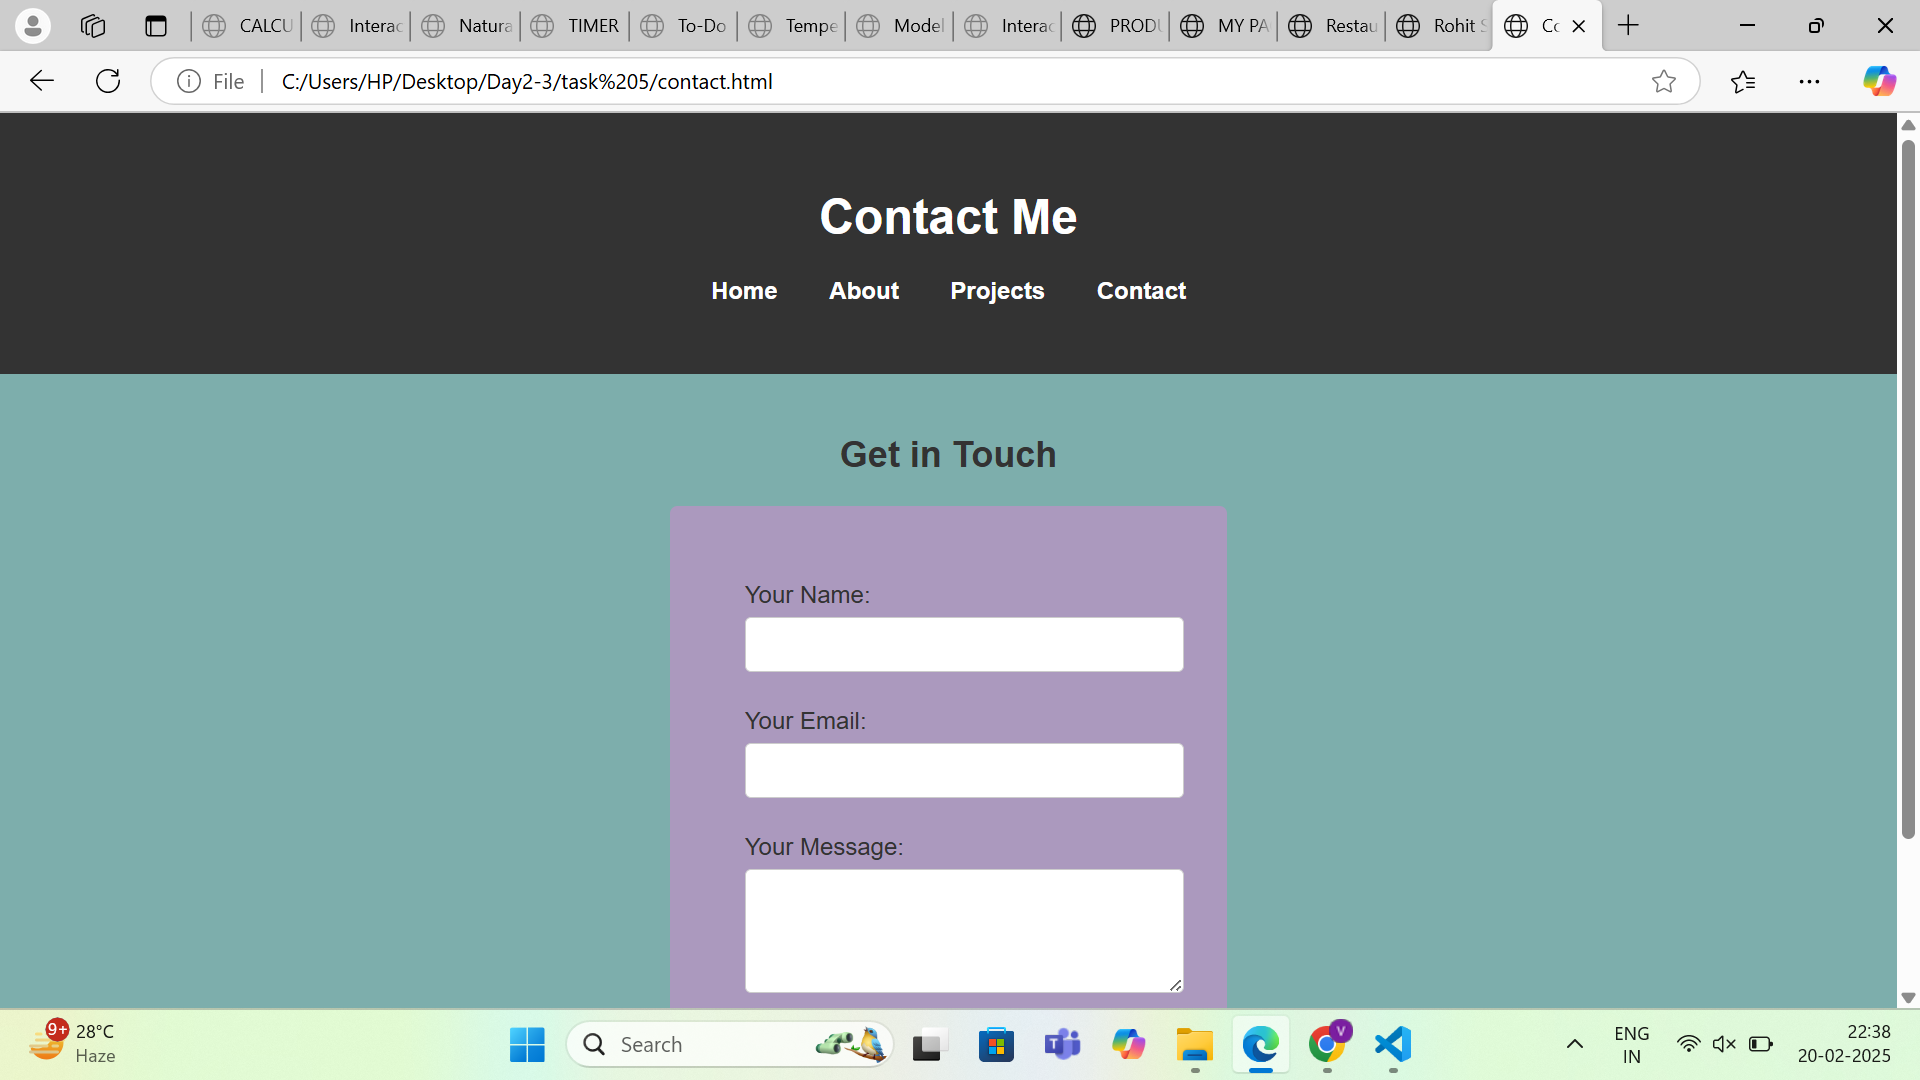 CALCU
Interac
Natura
TIMER
To-Do
Tempe
Model
Interac
PRODU
MY PA
Restau
Rohit S
Co
File
C:/Users/HP/Desktop/Day2-3/task%205/contact.html
Contact Me
Home About Projects Contact
Get in Touch
Your Name:
Your Email:
Your Message:
9+
28°C
Haze
Search
T
V
ENG
IN
22:38
20-02-2025